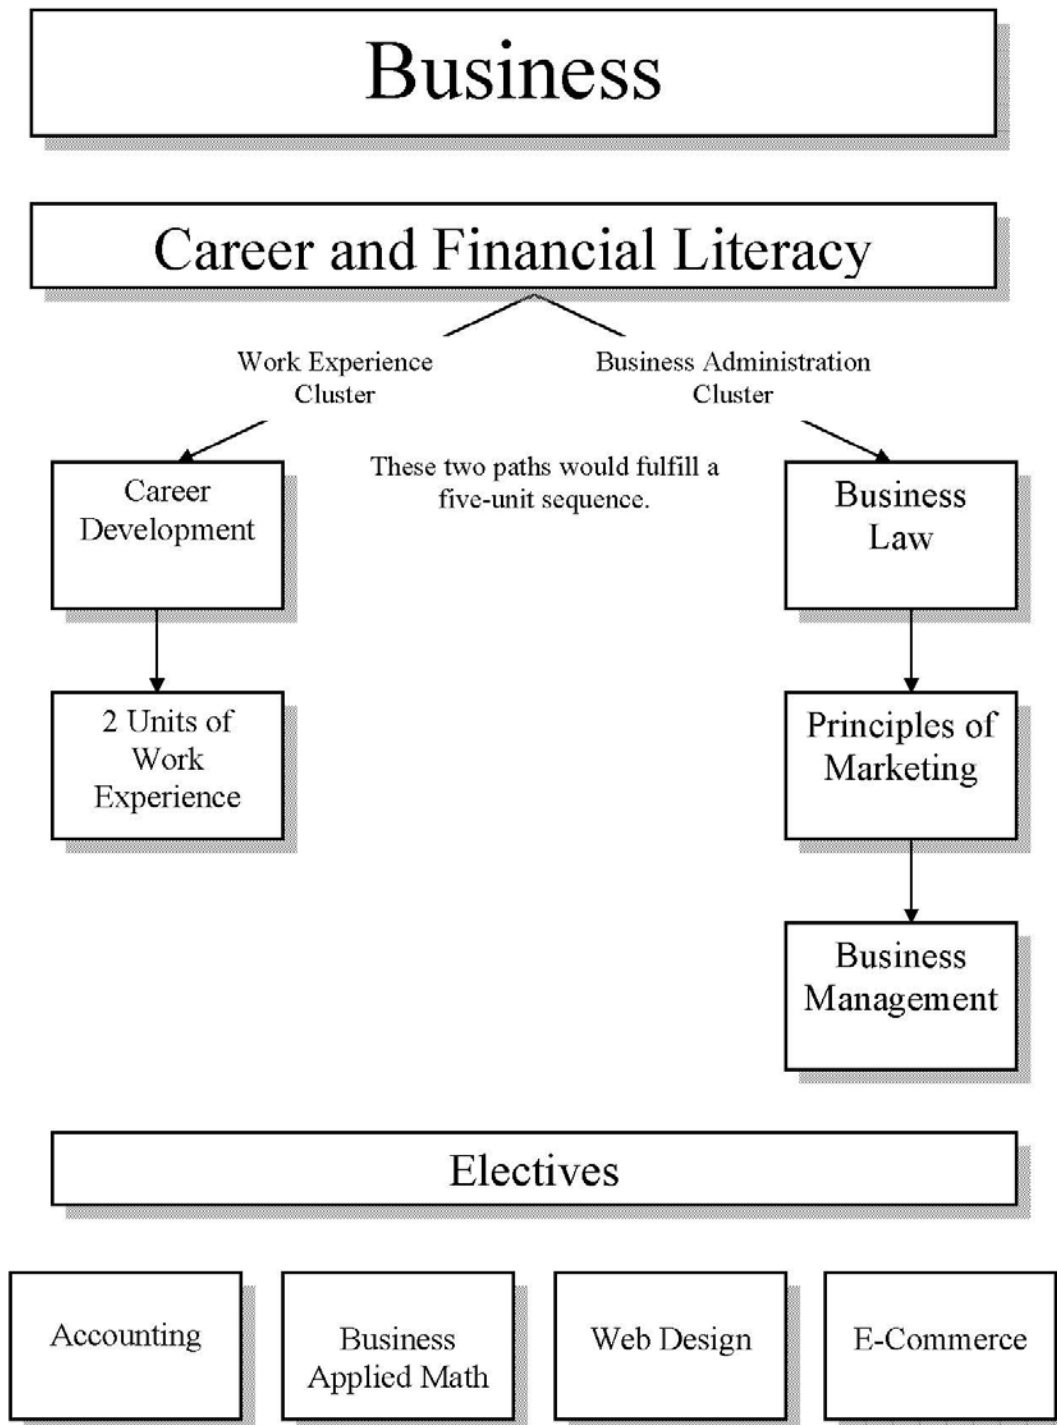 Business
Career and Financial Literacy
Work Experience
Cluster
Business Administration
Cluster
These two paths would fulfill a
five-unit sequence.
Career
Development
Business
Law
2 Units of
Work
Experience
Principles of
Marketing
Business
Management
Electives
Accounting
Business
Applied Math
Web Design
E-Commerce